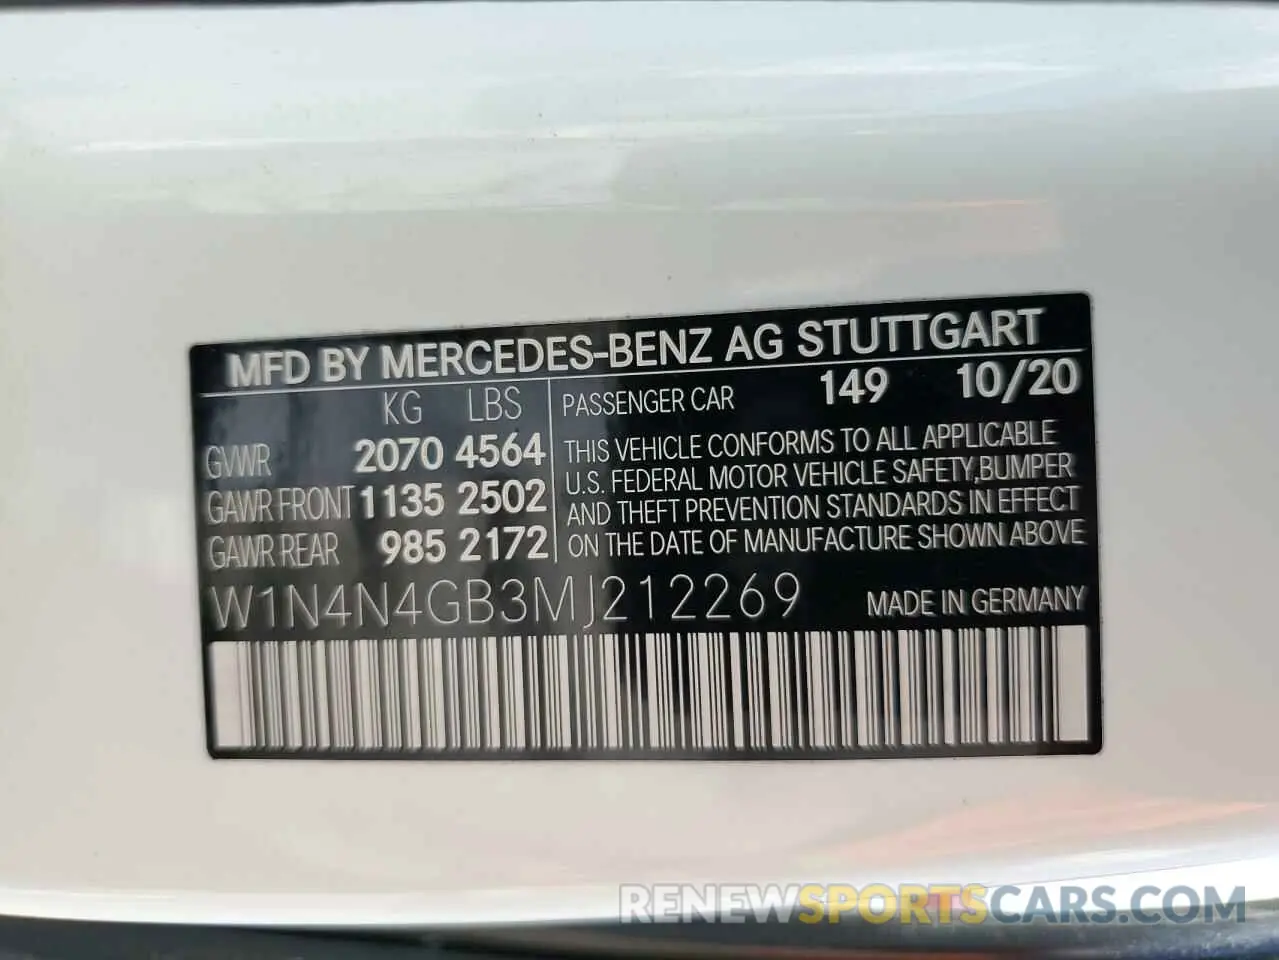 MFD BY MERCEDES-BENZ AG STUTTGART
KG LBS
PASSENGER CAR 149 10/20
GVWR 2070 4564
GAWR FRONT 1135 2502
GAWR REAR 985 2172
THIS VEHICLE CONFORMS TO ALL APPLICABLE
U.S. FEDERAL MOTOR VEHICLE SAFETY,BUMPER
AND THEFT PREVENTION STANDARDS IN EFFECT
ON THE DATE OF MANUFACTURE SHOWN ABOVE
W1N4N4GB3MJ212269 MADE IN GERMANY
RENEWSPORTSCARS.COM